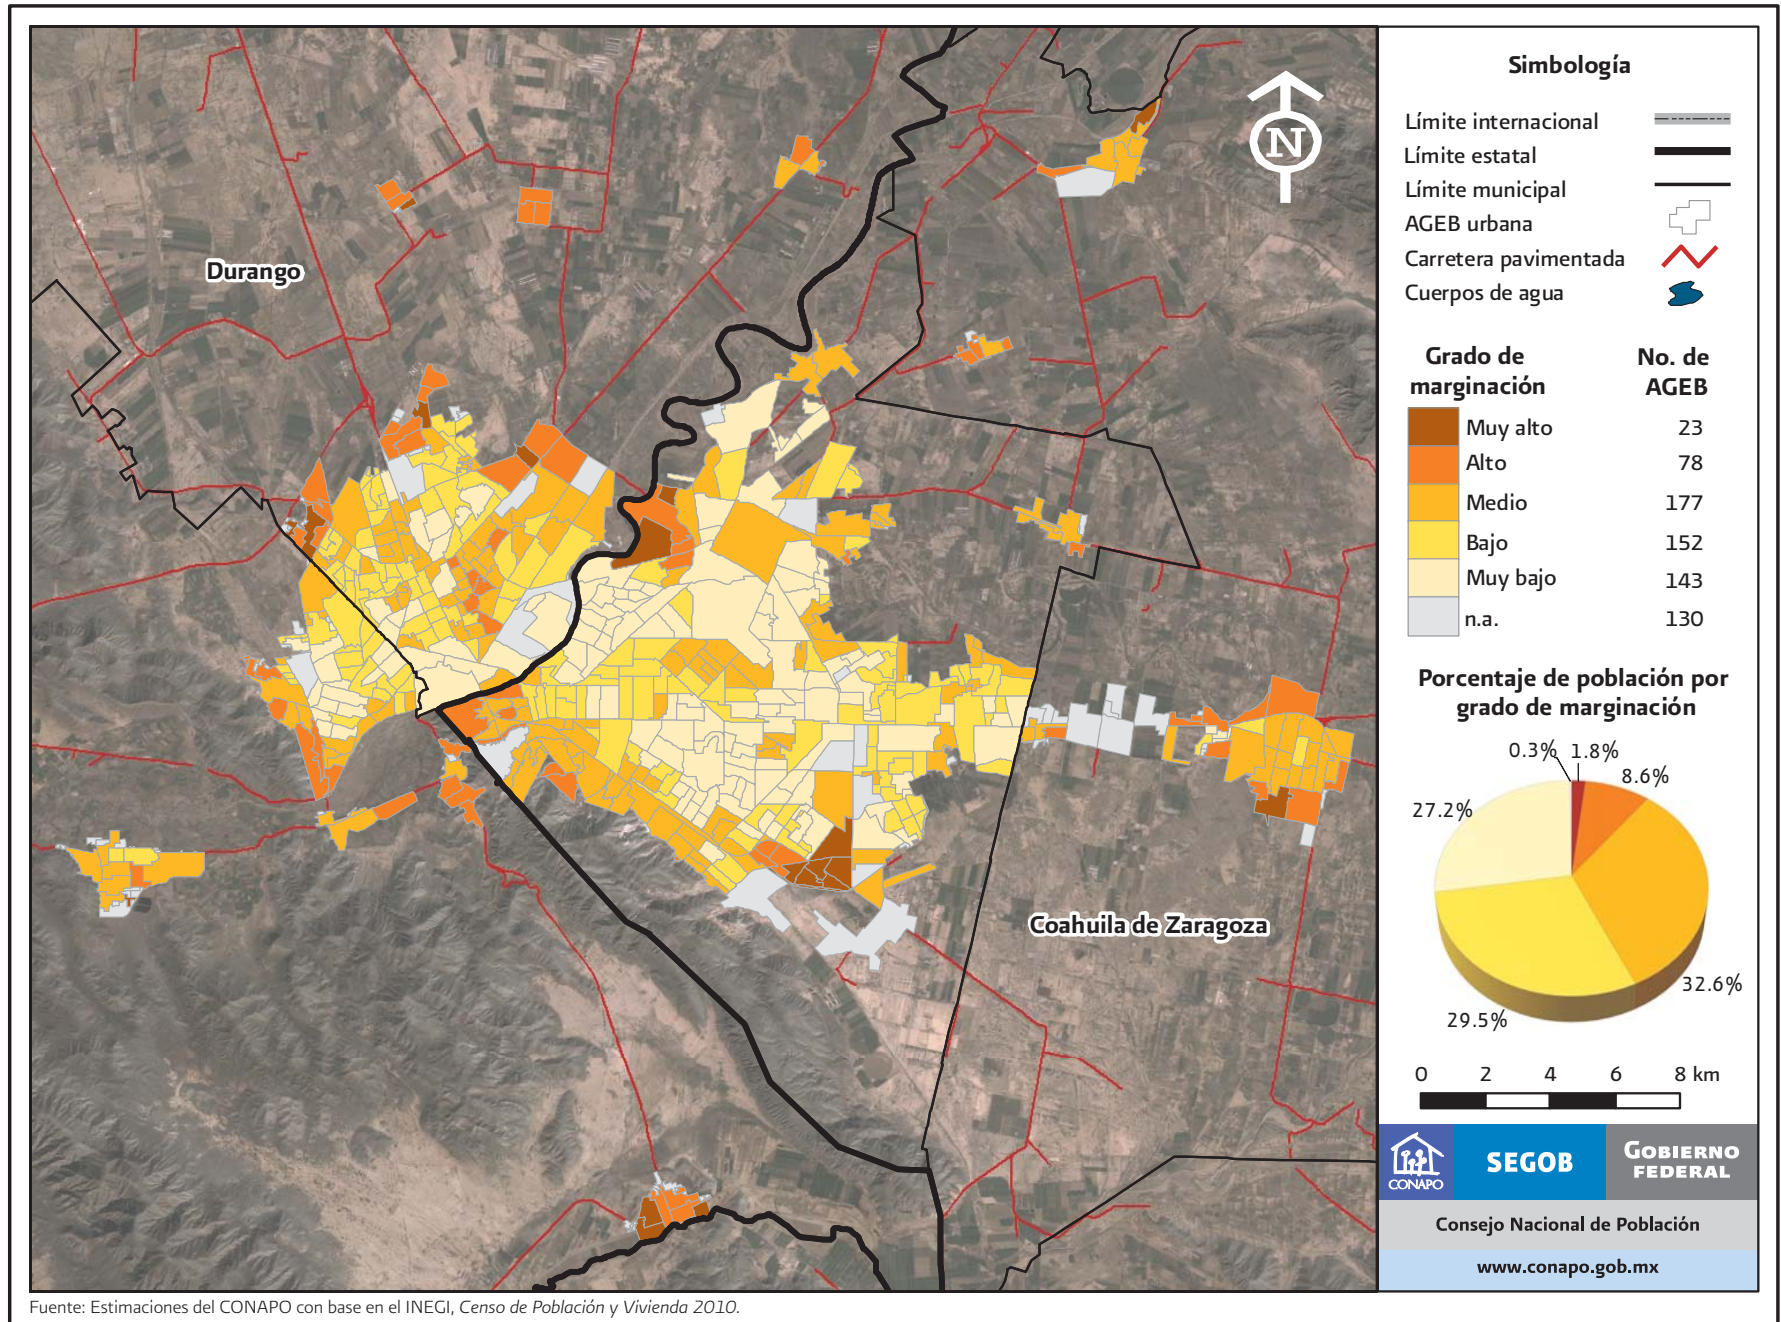 Durango
Coahuila de Zaragoza
N
Simbología
Límite internacional
Límite estatal
Límite municipal
AGEB urbana
Carretera pavimentada
Cuerpos de agua
Grado de marginación
No. de AGEB
Muy alto 23
Alto 78
Medio 177
Bajo 152
Muy bajo 143
n.a. 130
Porcentaje de población por
grado de marginación
0.3% 1.8%
8.6%
27.2%
32.6%
29.5%
0 2 4 6 8 km
CONAPO
SEGOB
GOBIERNO
FEDERAL
Consejo Nacional de Población
www.conapo.gob.mx
Fuente: Estimaciones del CONAPO con base en el INEGI, Censo de Población y Vivienda 2010.